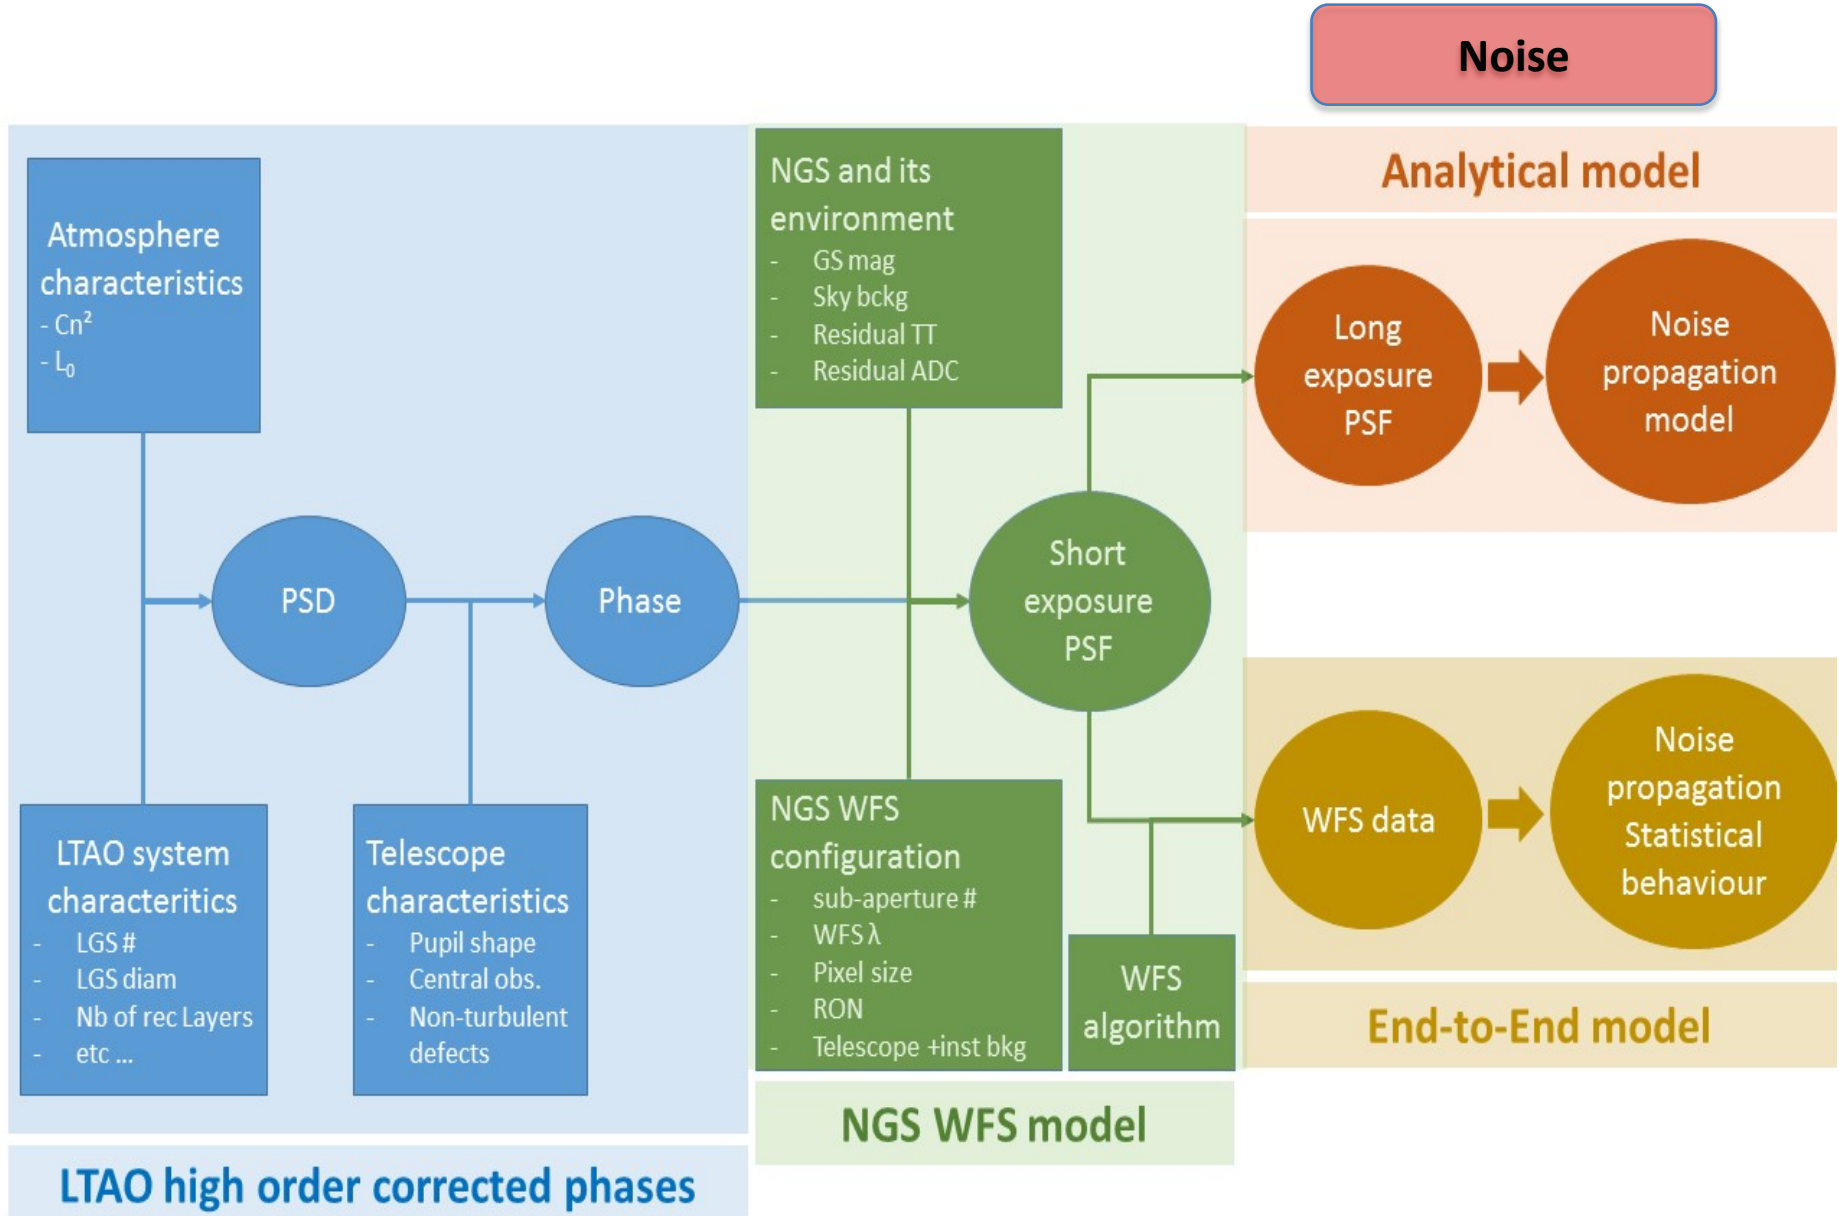 Noise
Atmosphere
characteristics
- Cn²
- L₀
PSD
Phase
LTAO system
characteritics
- LGS #
- LGS diam
- Nb of rec Layers
- etc ...
Telescope
characteristics
- Pupil shape
- Central obs.
- Non-turbulent
defects
LTAO high order corrected phases
NGS and its
environment
- GS mag
- Sky bckg
- Residual TT
- Residual ADC
Short
exposure
PSF
NGS WFS
configuration
- sub-aperture #
- WFS λ
- Pixel size
- RON
- Telescope +inst bkg
WFS
algorithm
NGS WFS model
Analytical model
Long
exposure
PSF
Noise
propagation
model
WFS data
Noise
propagation
Statistical
behaviour
End-to-End model